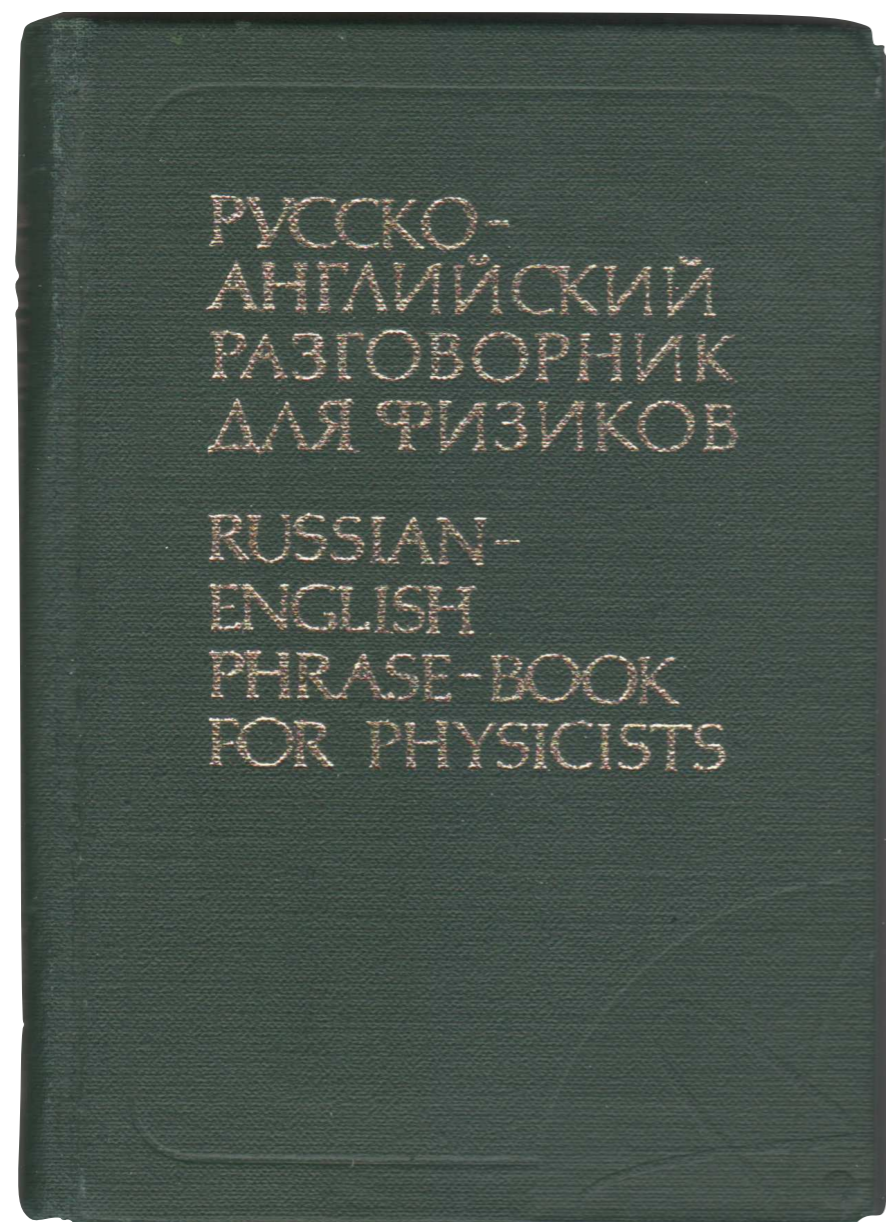 РУССКО-
АНГЛИЙСКИЙ
РАЗГОВОРНИК
ДЛЯ ФИЗИКОВ
RUSSIAN-
ENGLISH
PHRASE-BOOK
FOR PHYSICISTS